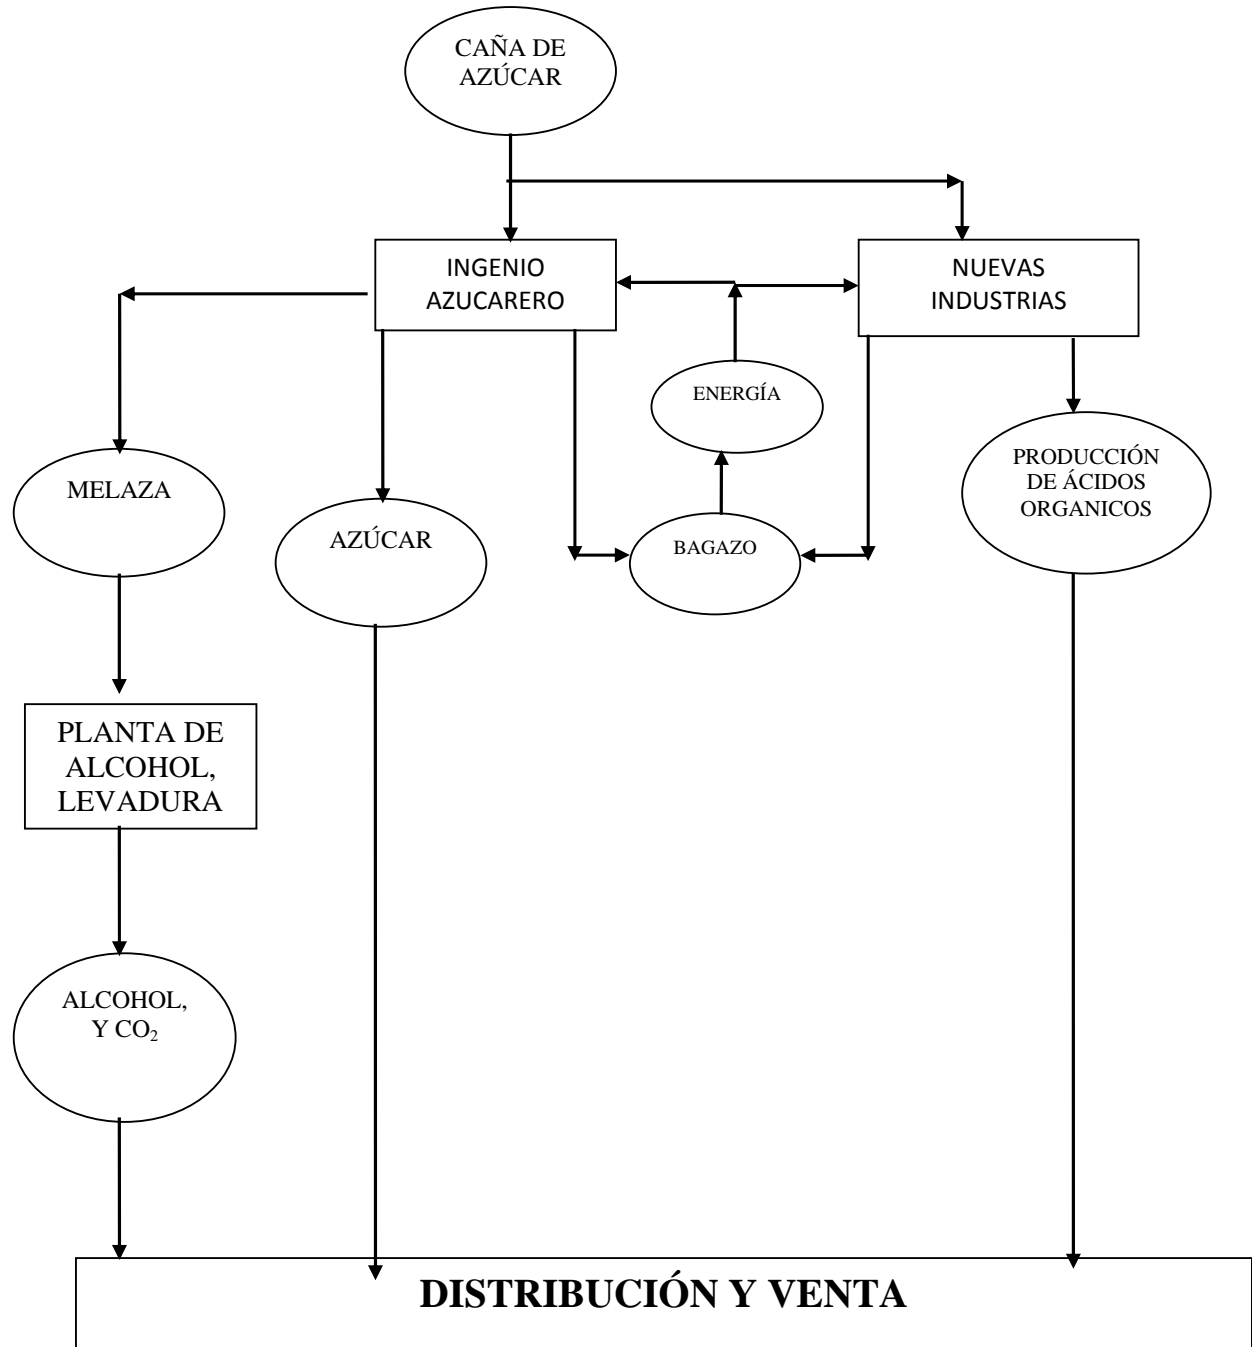 CAÑA DE
AZÚCAR
INGENIO
AZUCARERO
NUEVAS
INDUSTRIAS
ENERGÍA
MELAZA
AZÚCAR
BAGAZO
PRODUCCIÓN
DE ÁCIDOS
ORGANICOS
PLANTA DE
ALCOHOL,
LEVADURA
ALCOHOL,
Y CO₂
DISTRIBUCIÓN Y VENTA